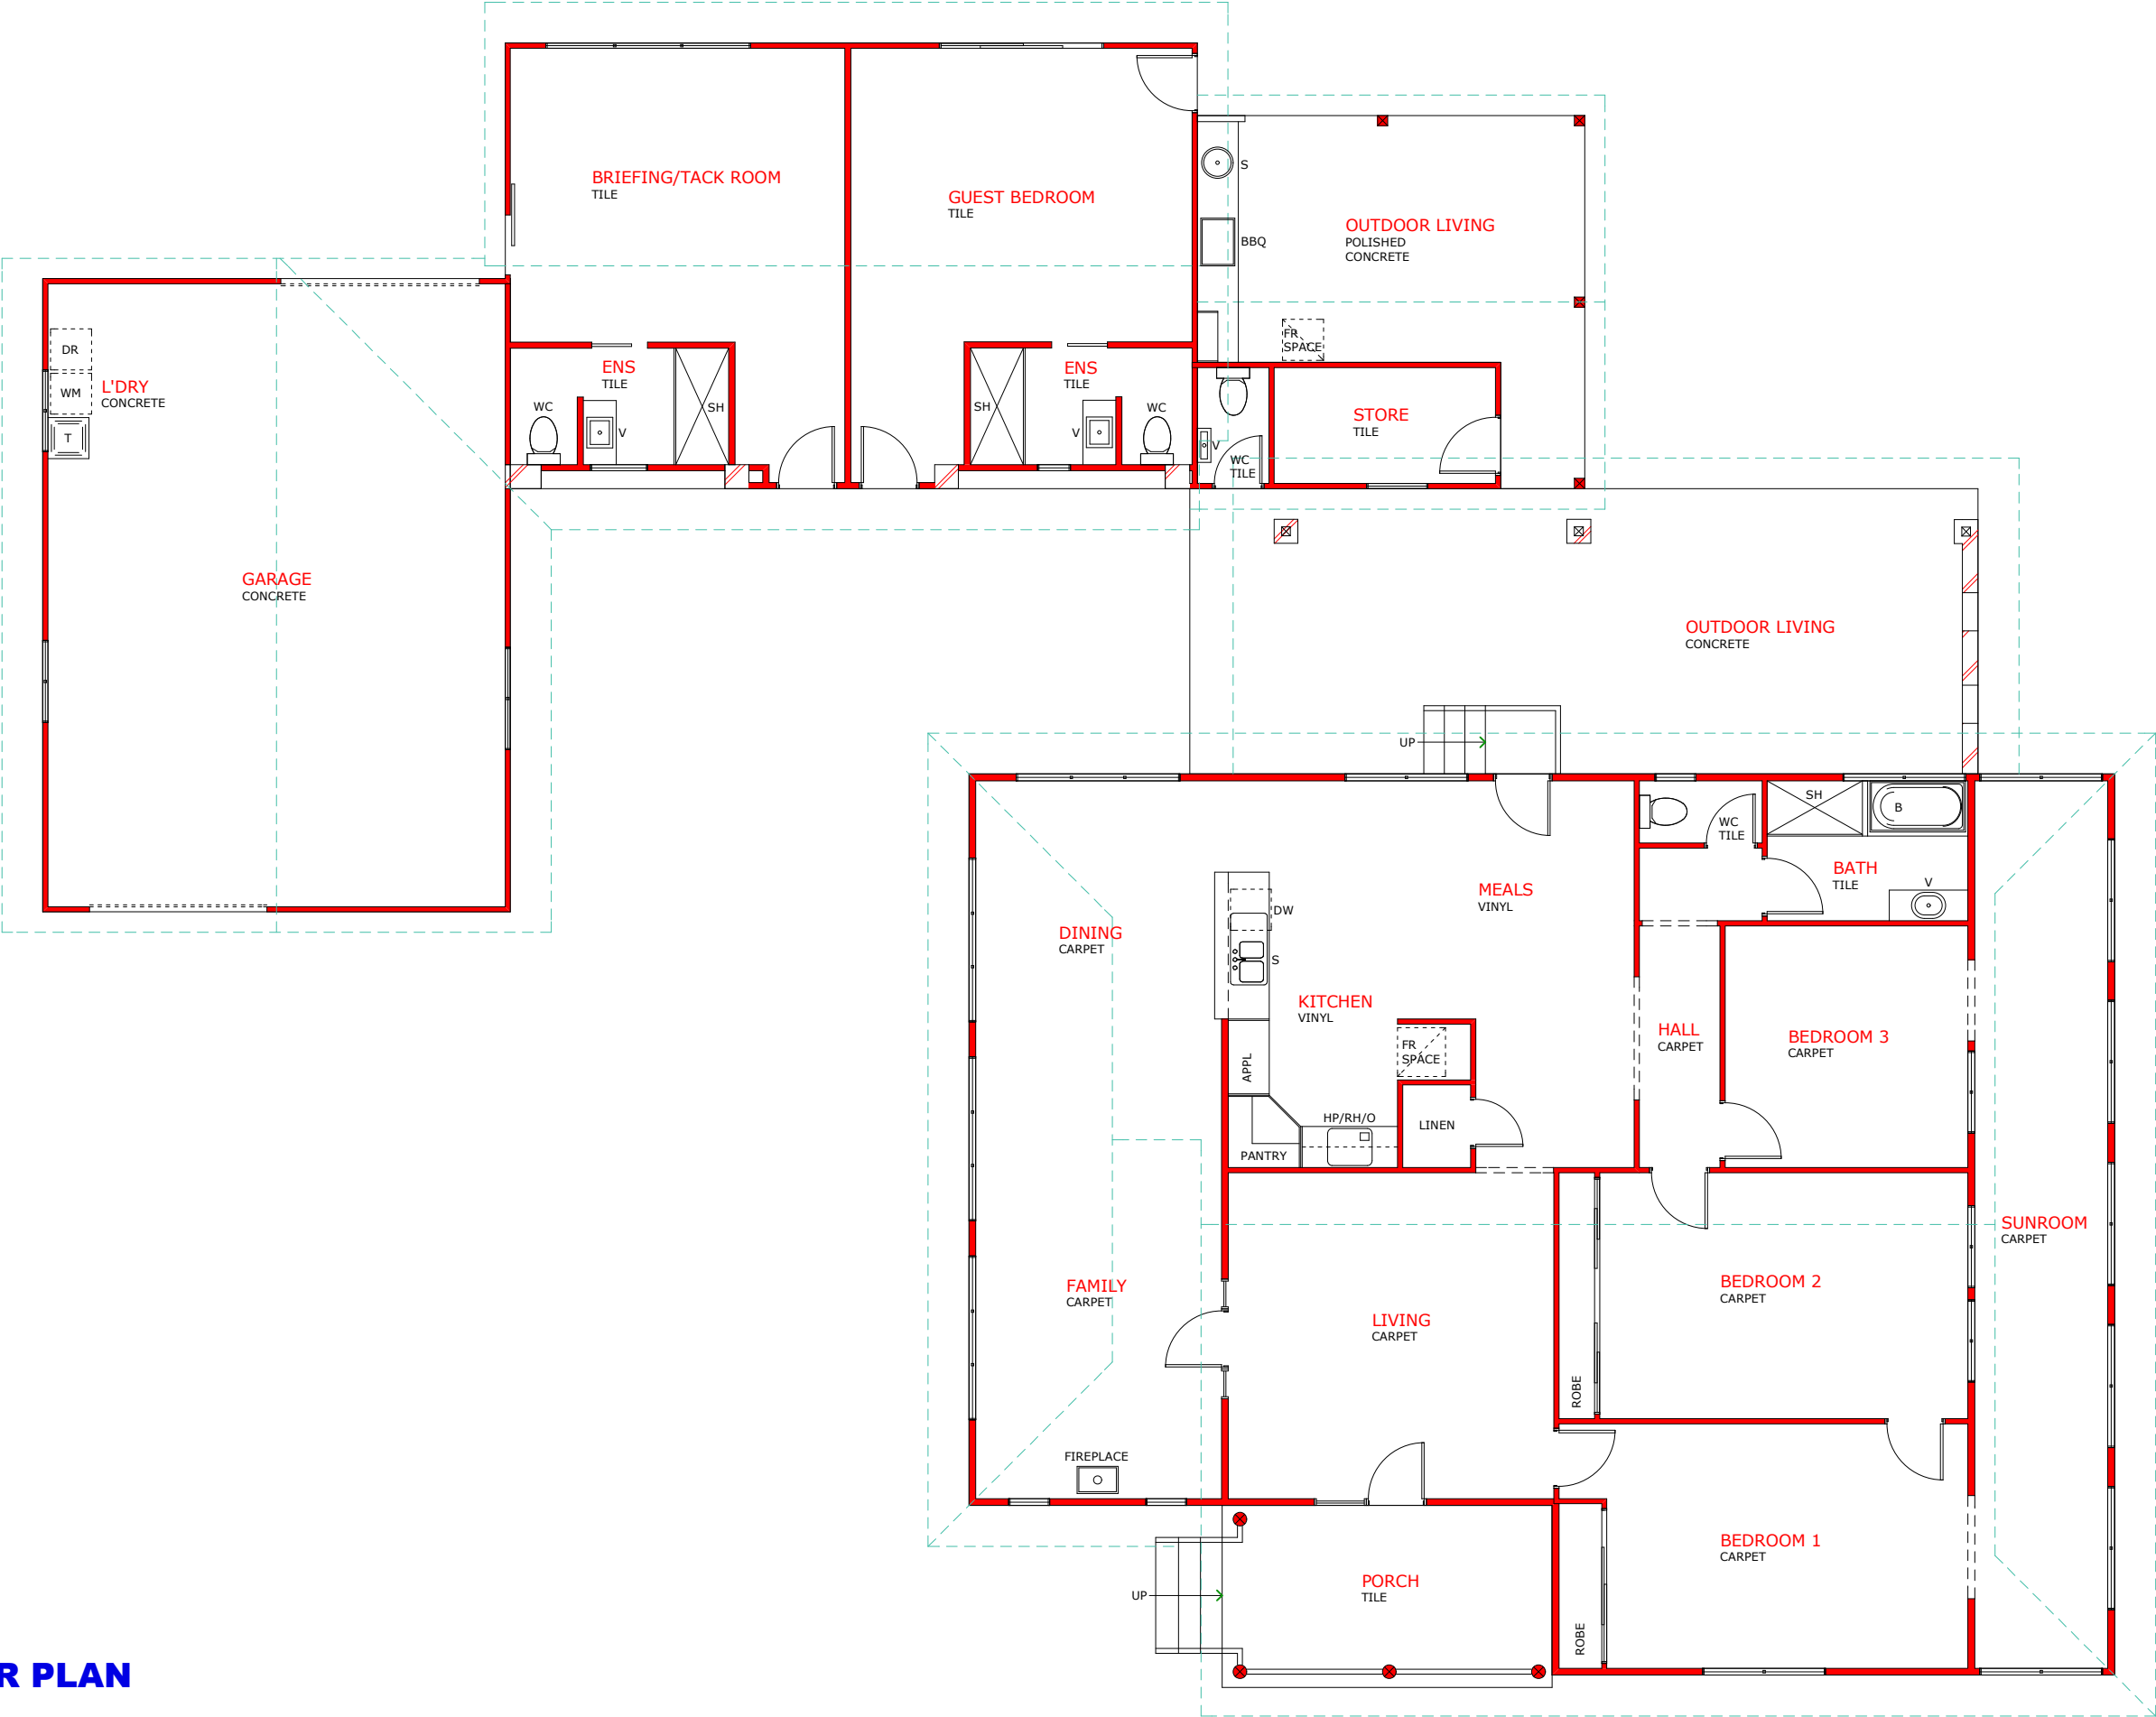 BRIEFING/TACK ROOM
TILE
GUEST BEDROOM
TILE
S
BBQ
OUTDOOR LIVING
POLISHED
CONCRETE
FR
SPACE
DR
WM
T
L'DRY
CONCRETE
ENS
TILE
WC
V
SH
ENS
TILE
SH
V
WC
V
WC
TILE
STORE
TILE
GARAGE
CONCRETE
OUTDOOR LIVING
CONCRETE
UP
SH
B
WC
TILE
BATH
TILE
V
MEALS
VINYL
DW
S
DINING
CARPET
KITCHEN
VINYL
FR
SPACE
APPL
HALL
CARPET
BEDROOM 3
CARPET
HP/RH/O
LINEN
PANTRY
SUNROOM
CARPET
FAMILY
CARPET
LIVING
CARPET
BEDROOM 2
CARPET
ROBE
FIREPLACE
BEDROOM 1
CARPET
PORCH
TILE
UP
ROBE
R PLAN